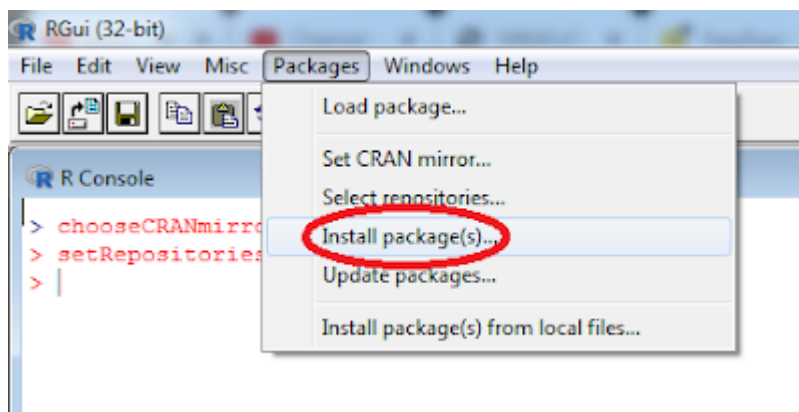 RGui (32-bit)
File Edit View Misc Packages Windows Help
Load package...
Set CRAN mirror...
Select repositories...
Install package(s)...
Update packages...
Install package(s) from local files...
R Console
> chooseCRANmirro
> setRepositories
>